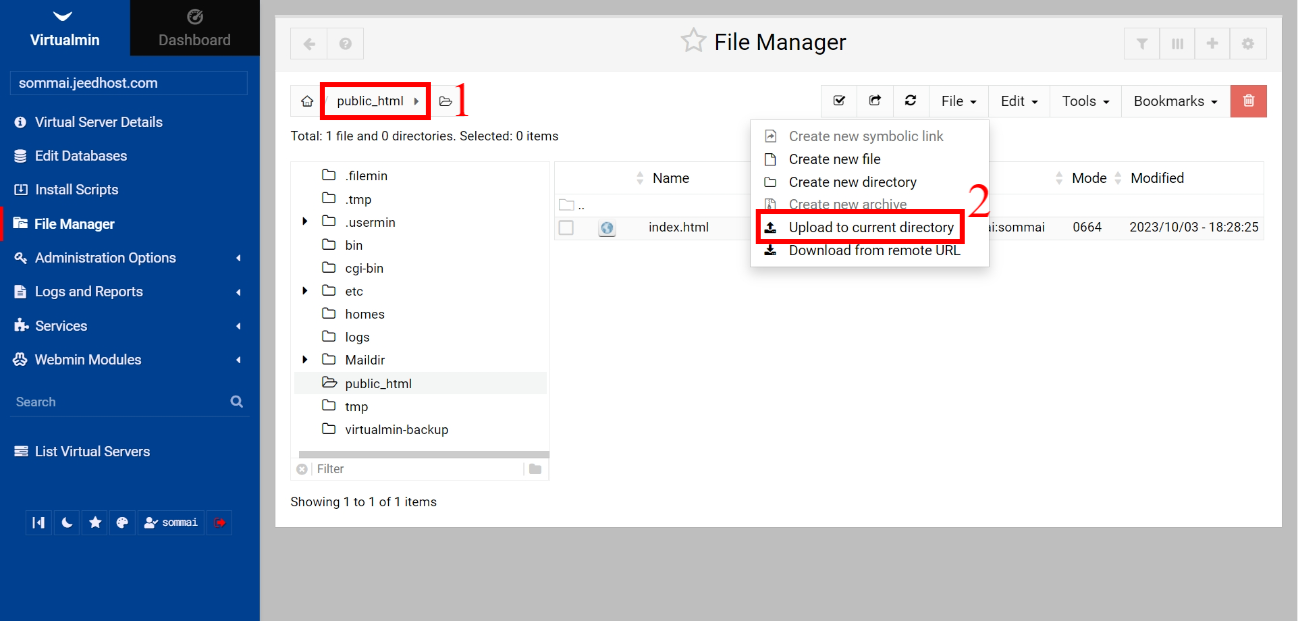 Virtualmin
Dashboard
sommai.jeedhost.com
Virtual Server Details
Edit Databases
Install Scripts
File Manager
Administration Options
Logs and Reports
Services
Webmin Modules
Search
List Virtual Servers
sommai
File Manager
public_html
1
File
Edit
Tools
Bookmarks
Total: 1 file and 0 directories. Selected: 0 items
Create new symbolic link
Create new file
Create new directory
Create new archive
Upload to current directory
Download from remote URL
2
.filemin
.tmp
.usermin
bin
cgi-bin
etc
homes
logs
Maildir
public_html
tmp
virtualmin-backup
Filter
Name
Mode
Modified
..
index.html
ai:sommai
0664
2023/10/03 - 18:28:25
Showing 1 to 1 of 1 items